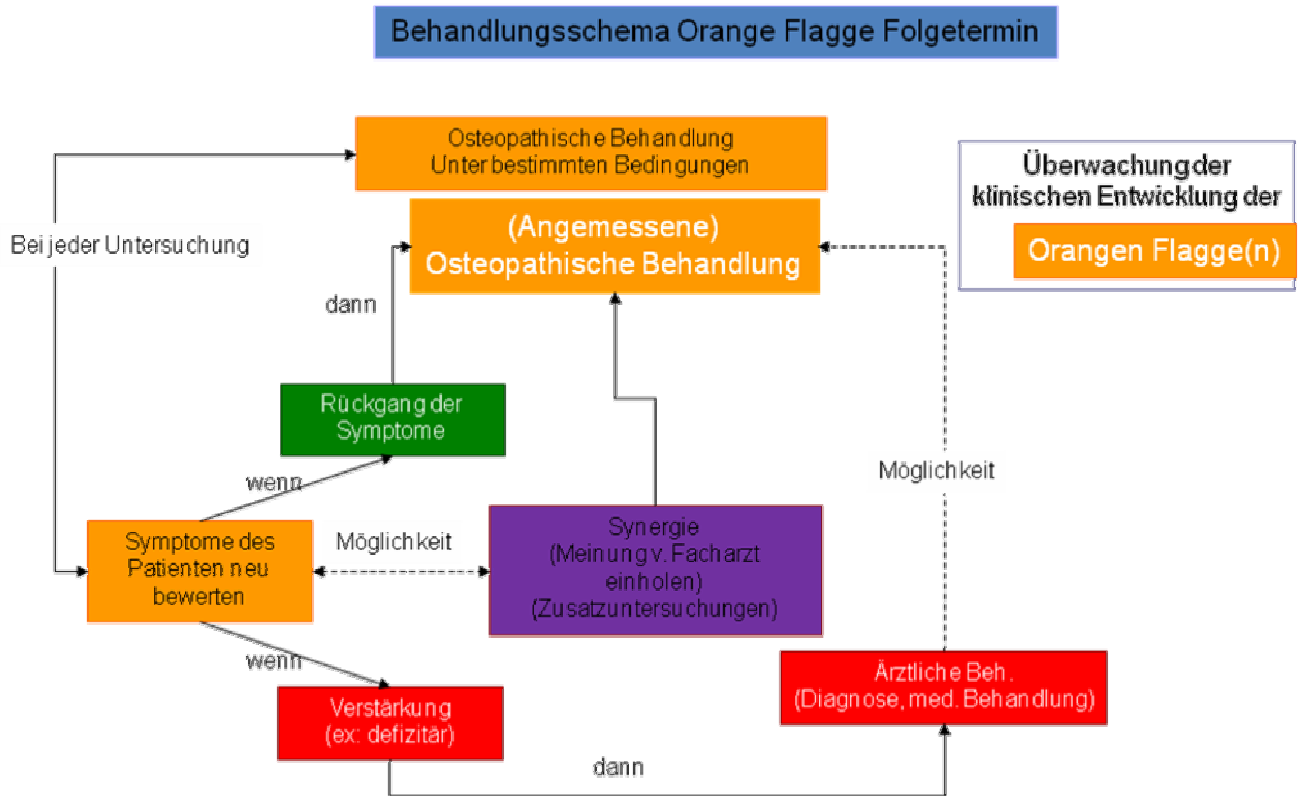 Behandlungsschema Orange Flagge Folgetermin
Osteopathische Behandlung
Unter bestimmten Bedingungen
Überwachung der
klinischen Entwicklung der
Orangen Flagge(n)
(Angemessene)
Osteopathische Behandlung
Bei jeder Untersuchung
dann
Rückgang der
Symptome
wenn
Möglichkeit
Symptome des
Patienten neu
bewerten
Möglichkeit
Synergie
(Meinung v. Facharzt
einholen)
(Zusatzuntersuchungen)
wenn
Verstärkung
(ex: defizitär)
Ärztliche Beh.
(Diagnose, med. Behandlung)
dann